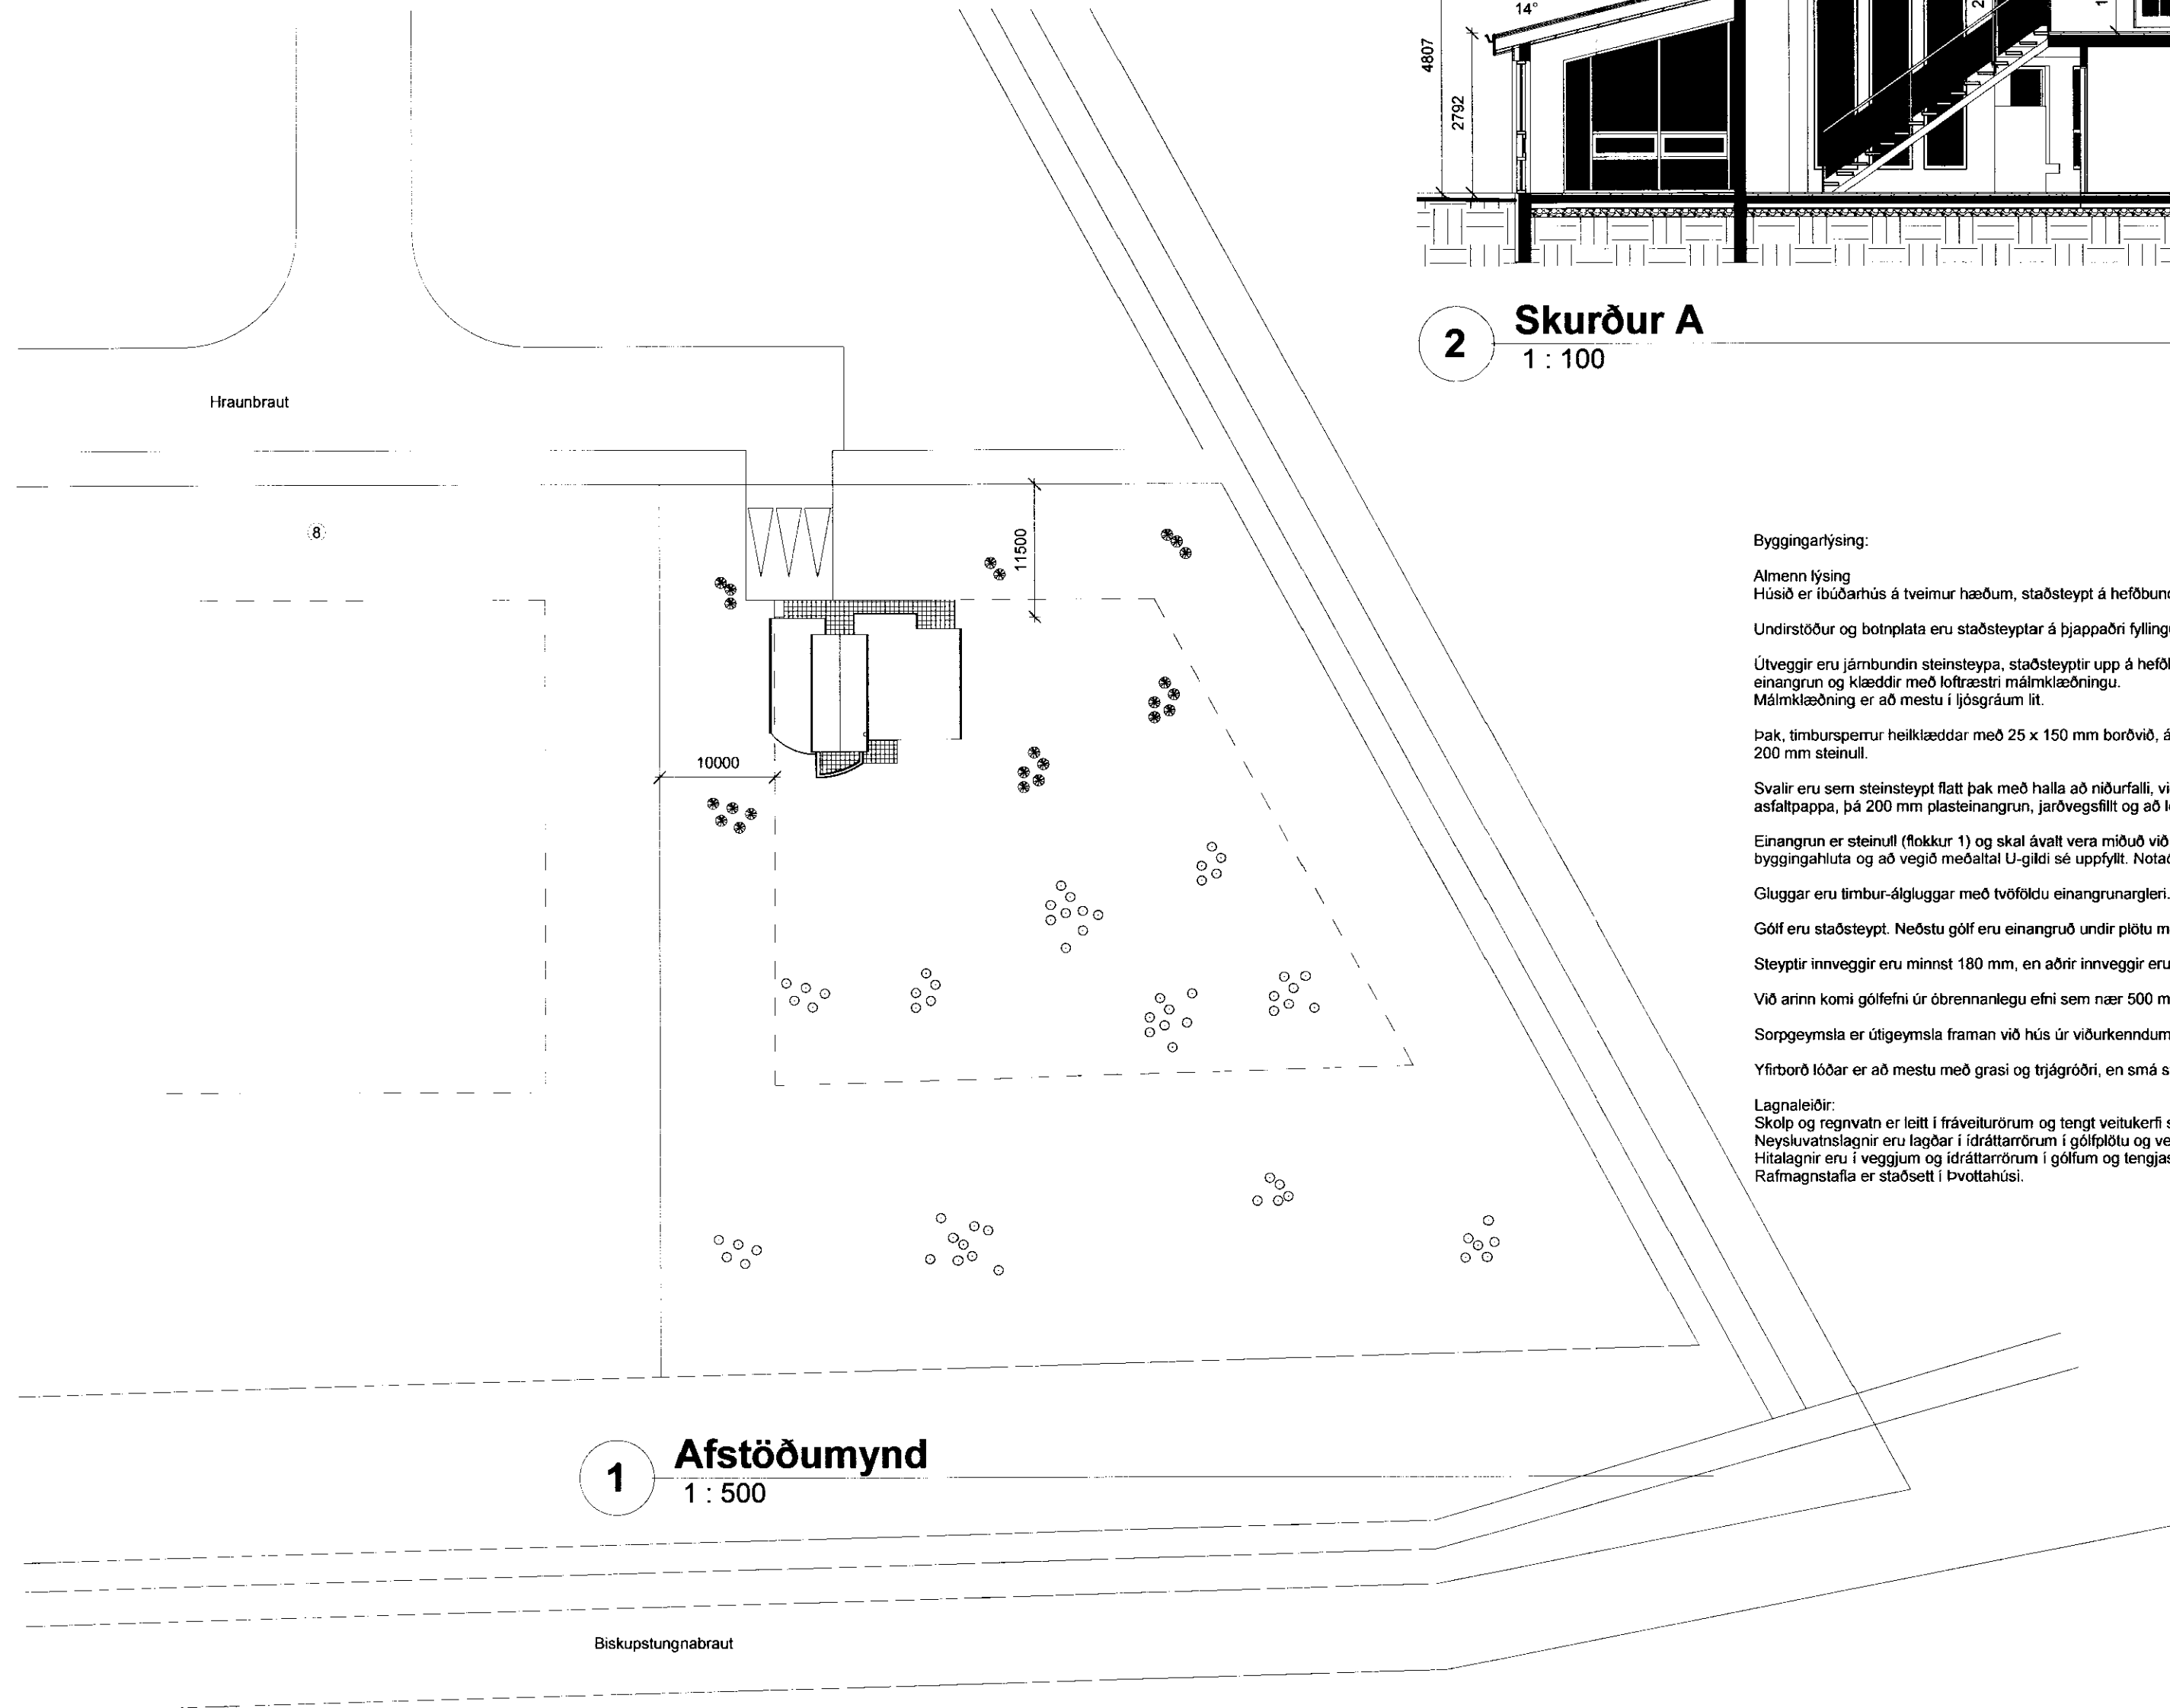 14°
4807
2792
2 Skurður A
1 : 100
Hraunbraut
8
11500
10000
Byggingarlýsing:
Almenn lýsing
Húsið er íbúðarhús á tveimur hæðum, staðsteypt á hefðbund
Undirstöður og botnplata eru staðsteyptar á þjappaðri fylling
Útveggir eru járnbundin steinsteypa, staðsteyptir upp á hefð
einangrun og klæddir með loftræstri málmklæðningu.
Málmklæðning er að mestu í ljósgráum lit.
Þak, timbursperrur heilklæddar með 25 x 150 mm borðvið, á
200 mm steinull.
Svalir eru sem steinsteypt flatt þak með halla að niðurfalli, vi
asfaltpappa, þá 200 mm plasteinangrun, jarðvegsfillt og að l
Einangrun er steinull (flokkur 1) og skal ávalt vera miðuð við
byggingahluta og að vegið meðaltal U-gildi sé uppfyllt. Nota
Gluggar eru timbur-álgluggar með tvöföldu einangrunargleri.
Gólf eru staðsteypt. Neðstu gólf eru einangruð undir plötu m
Steyptir innveggir eru minnst 180 mm, en aðrir innveggir eru
Við arinn komi gólfefni úr óbrennanlegu efni sem nær 500 m
Sorpgeymsla er útigeymsla framan við hús úr viðurkenndum
Yfirborð lóðar er að mestu með grasi og trjágróðri, en smá s
Lagnaleiðir:
Skolp og regnvatn er leitt í fráveiturörum og tengt veitukerfi s
Neysluvatnslagnir eru lagðar í ídráttarrörum í gólfplötu og ve
Hitalagnir eru í veggjum og ídráttarrörum í gólfum og tengjas
Rafmagnstafla er staðsett í Þvottahúsi.
1 Afstöðumynd
1 : 500
Biskupstungnabraut